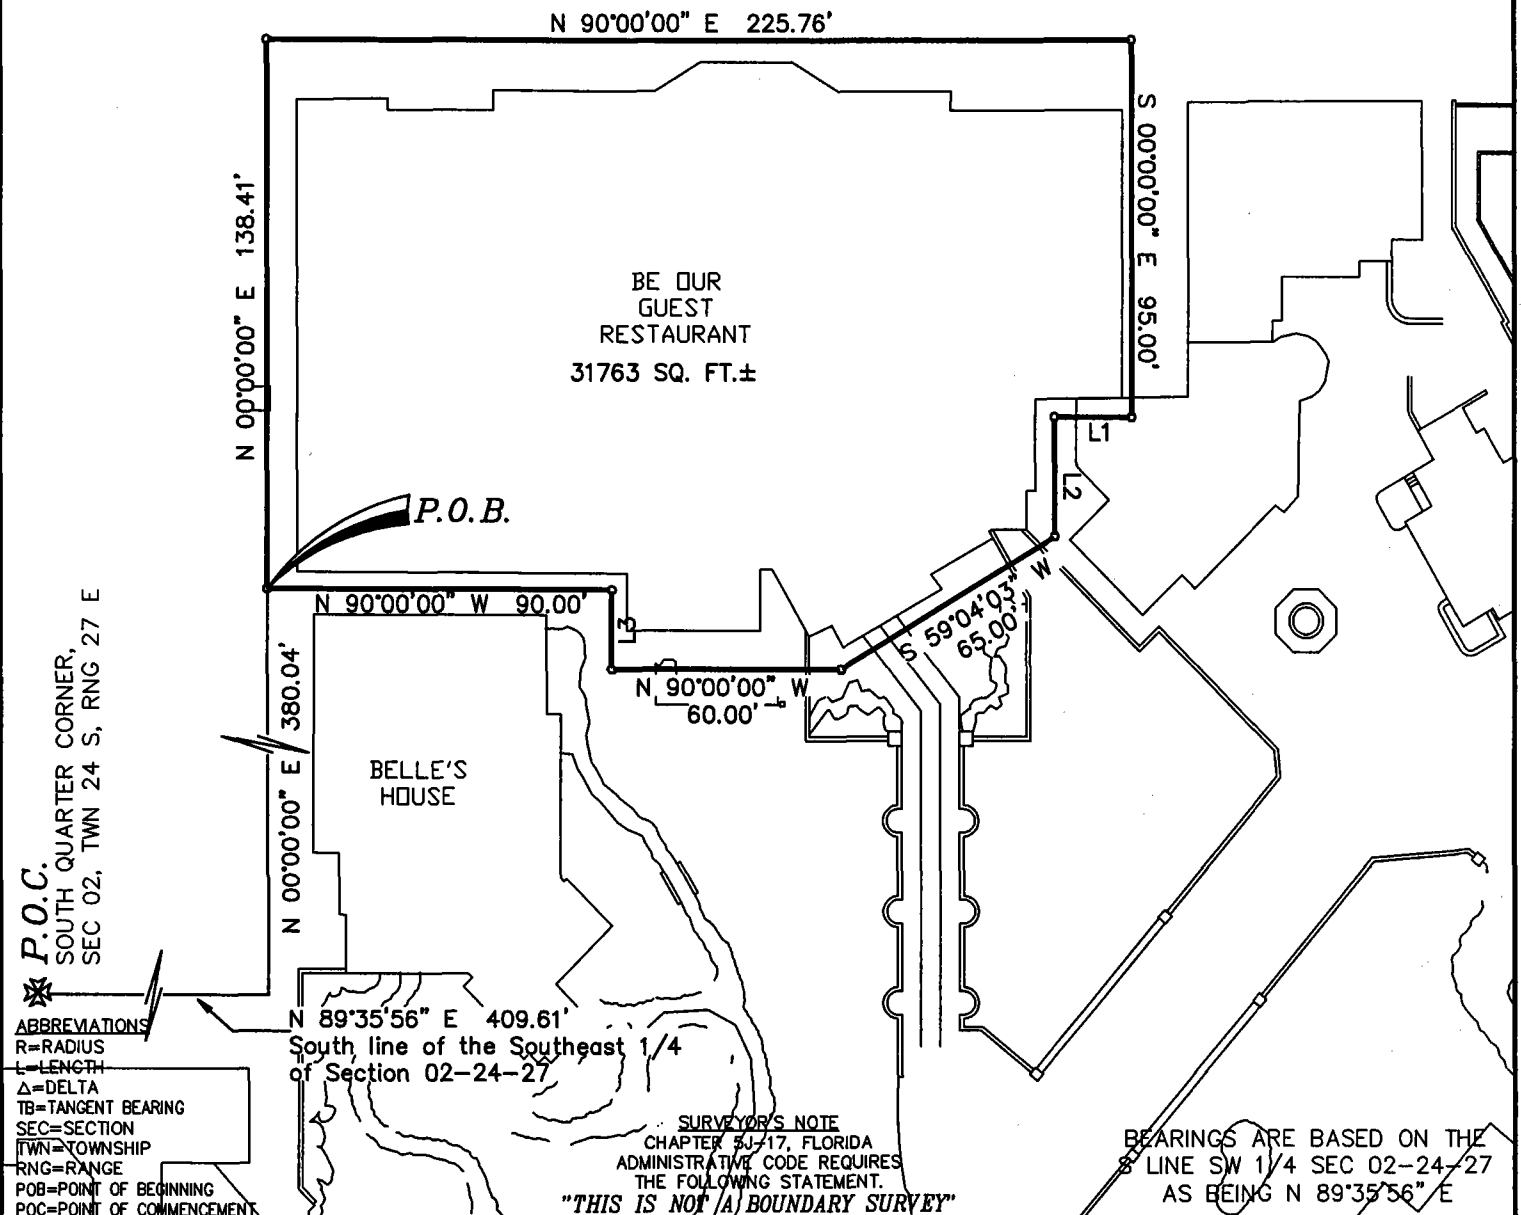 N 90°00'00" E 225.76'
N 00°00'00" E 138.41'
S 00°00'00" E 95.00'
BE OUR
GUEST
RESTAURANT
31763 SQ. FT.±
L1
L2
P.O.B.
N 90°00'00" W 90.00'
L3
S 59°04'03" W
65.00'
N 90°00'00" W
60.00'
N 00°00'00" E 380.04'
BELLE'S
HOUSE
P.O.C.
SOUTH QUARTER CORNER,
SEC 02, TWN 24 S, RNG 27 E
N 89°35'56" E 409.61'
South line of the Southeast 1/4
of Section 02-24-27
ABBREVIATIONS
R=RADIUS
L=LENGTH
Δ=DELTA
TB=TANGENT BEARING
SEC=SECTION
TWN=TOWNSHIP
RNG=RANGE
POB=POINT OF BEGINNING
POC=POINT OF COMMENCEMENT
SURVEYOR'S NOTE
CHAPTER 5J-17, FLORIDA
ADMINISTRATIVE CODE REQUIRES
THE FOLLOWING STATEMENT.
"THIS IS NOT A BOUNDARY SURVEY"
BEARINGS ARE BASED ON THE
S LINE SW 1/4 SEC 02-24-27
AS BEING N 89°35'56" E